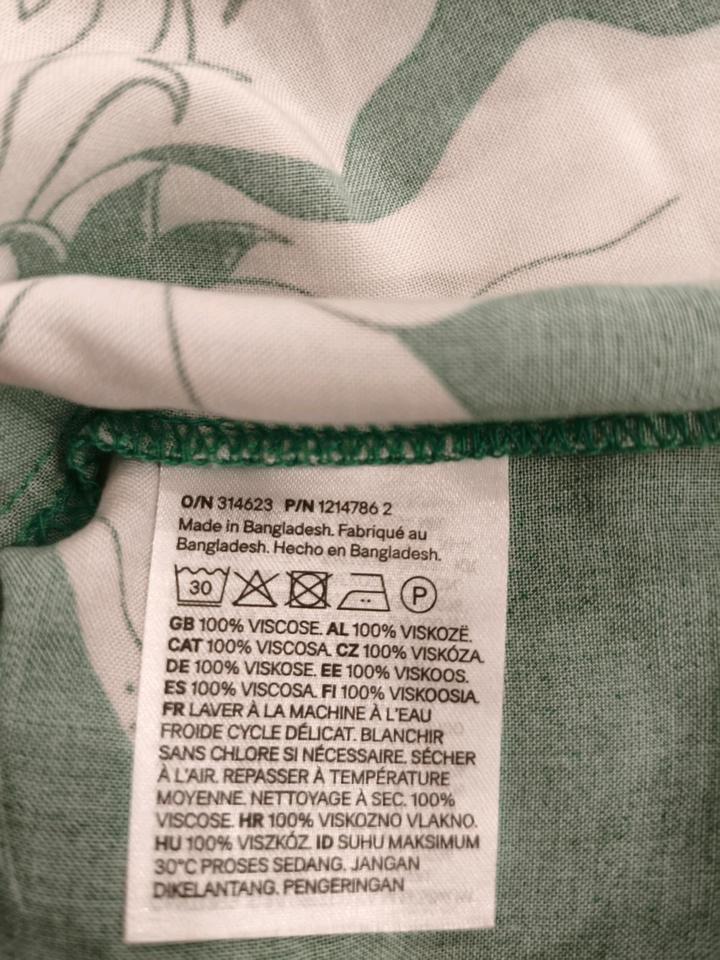 O/N 314623 P/N 1214786 2
Made in Bangladesh. Fabriqué au
Bangladesh. Hecho en Bangladesh.
30 P
GB 100% VISCOSE. AL 100% VISKOZË.
CAT 100% VISCOSA. CZ 100% VISKÓZA.
DE 100% VISKOSE. EE 100% VISKOOS.
ES 100% VISCOSA. FI 100% VISKOOSIA.
FR LAVER À LA MACHINE À L'EAU
FROIDE CYCLE DÉLICAT. BLANCHIR
SANS CHLORE SI NÉCESSAIRE. SÉCHER
À L'AIR. REPASSER À TEMPÉRATURE
MOYENNE. NETTOYAGE À SEC. 100%
VISCOSE. HR 100% VISKOZNO VLAKNO.
HU 100% VISZKÓZ. ID SUHU MAKSIMUM
30°C PROSES SEDANG. JANGAN
DIKELANTANG. PENGERINGAN